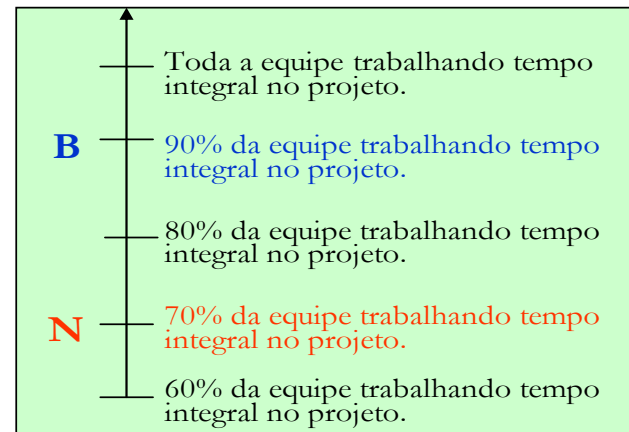 Toda a equipe trabalhando tempo
integral no projeto.
B
90% da equipe trabalhando tempo
integral no projeto.
80% da equipe trabalhando tempo
integral no projeto.
N
70% da equipe trabalhando tempo
integral no projeto.
60% da equipe trabalhando tempo
integral no projeto.